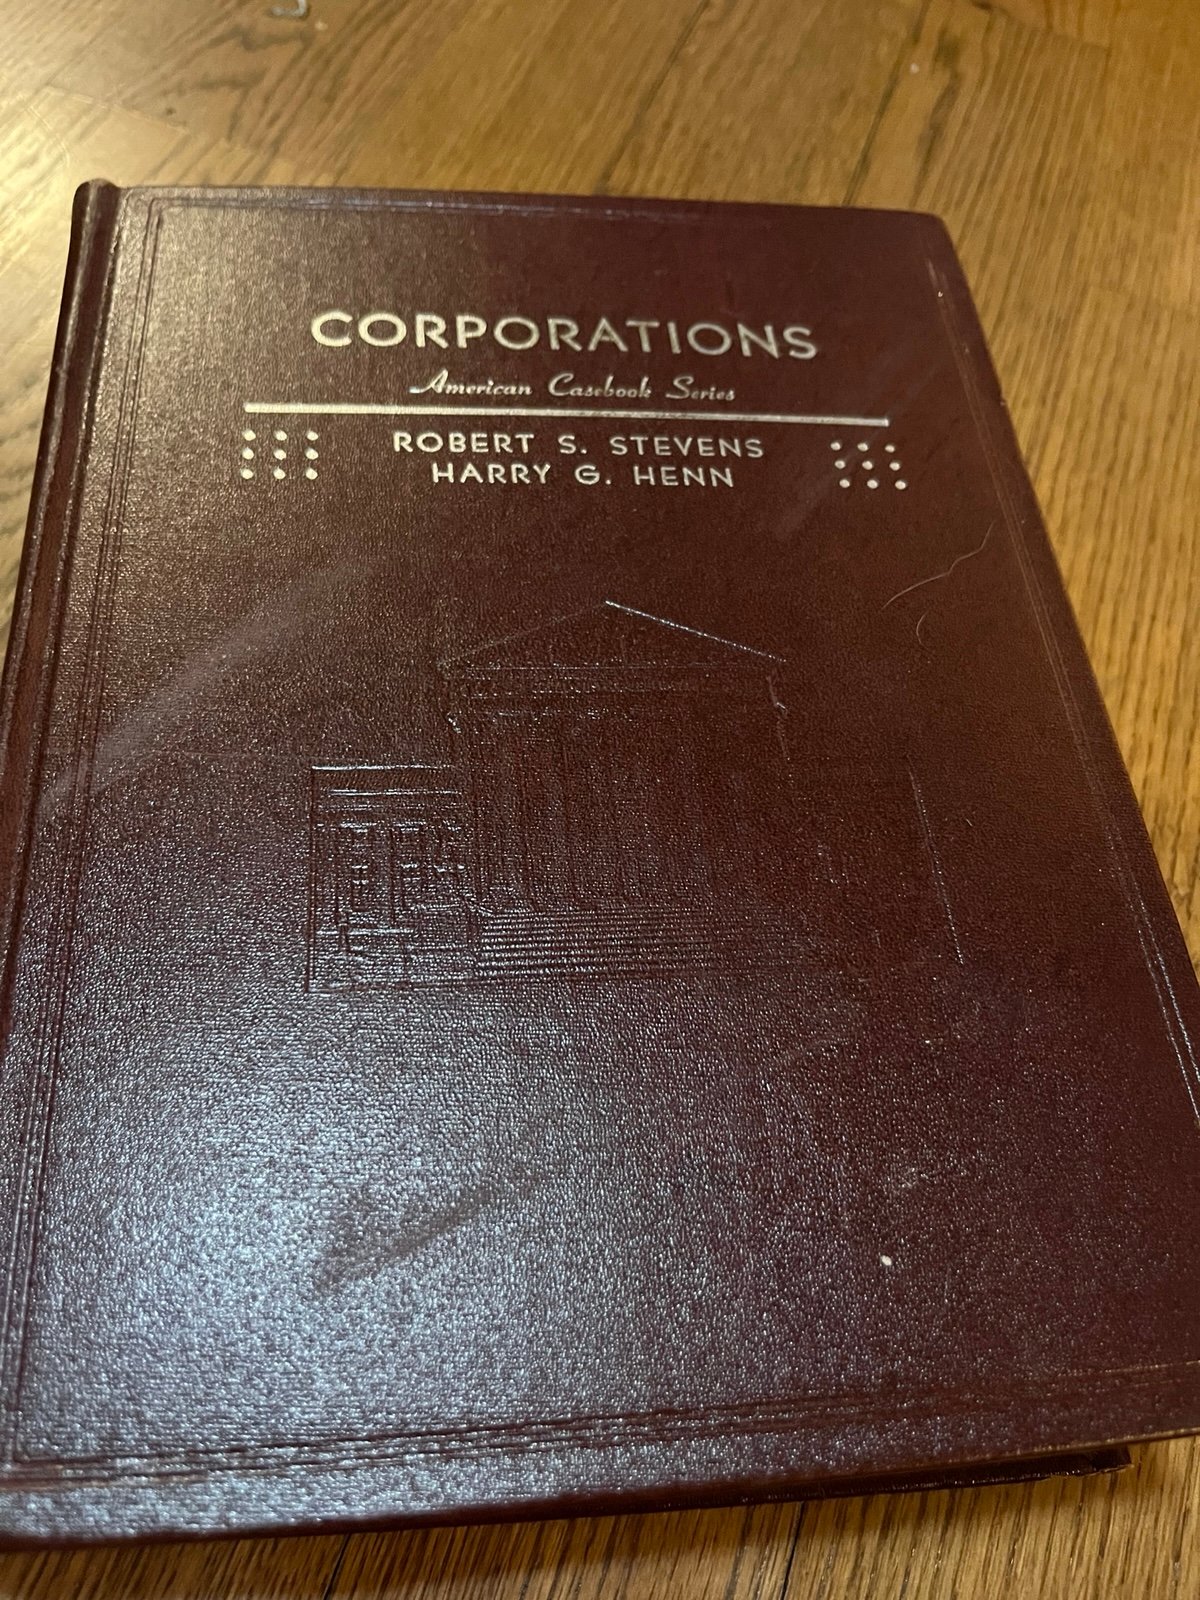 CORPORATIONS
American Casebook Series
ROBERT S. STEVENS
HARRY G. HENN